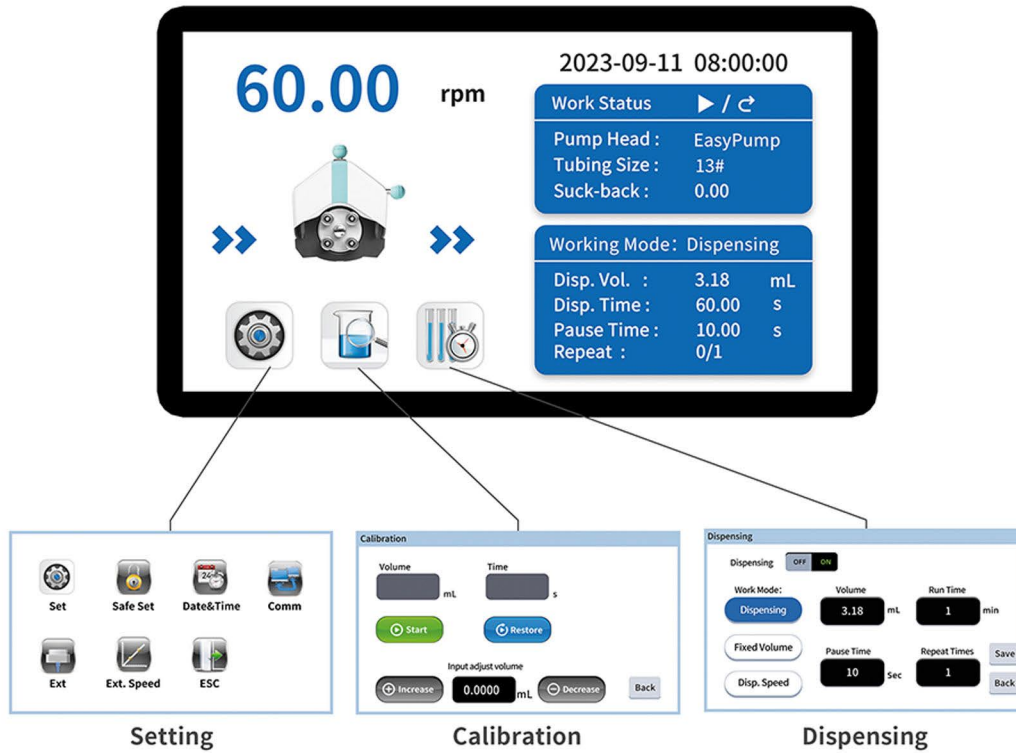 60.00 rpm
2023-09-11 08:00:00
Work Status
Pump Head : EasyPump
Tubing Size : 13#
Suck-back : 0.00
Working Mode: Dispensing
Disp. Vol. : 3.18 mL
Disp. Time : 60.00 s
Pause Time : 10.00 s
Repeat : 0/1
Set Safe Set Date&Time Comm
Ext Ext. Speed ESC
Setting
Calibration
Volume Time
mL s
Start Restore
Input adjust volume
Increase 0.0000 mL Decrease Back
Calibration
Dispensing
Dispensing OFF ON
Work Mode: Volume Run Time
Dispensing 3.18 mL 1 min
Fixed Volume Pause Time Repeat Times Save
Disp. Speed 10 Sec 1 Back
Dispensing